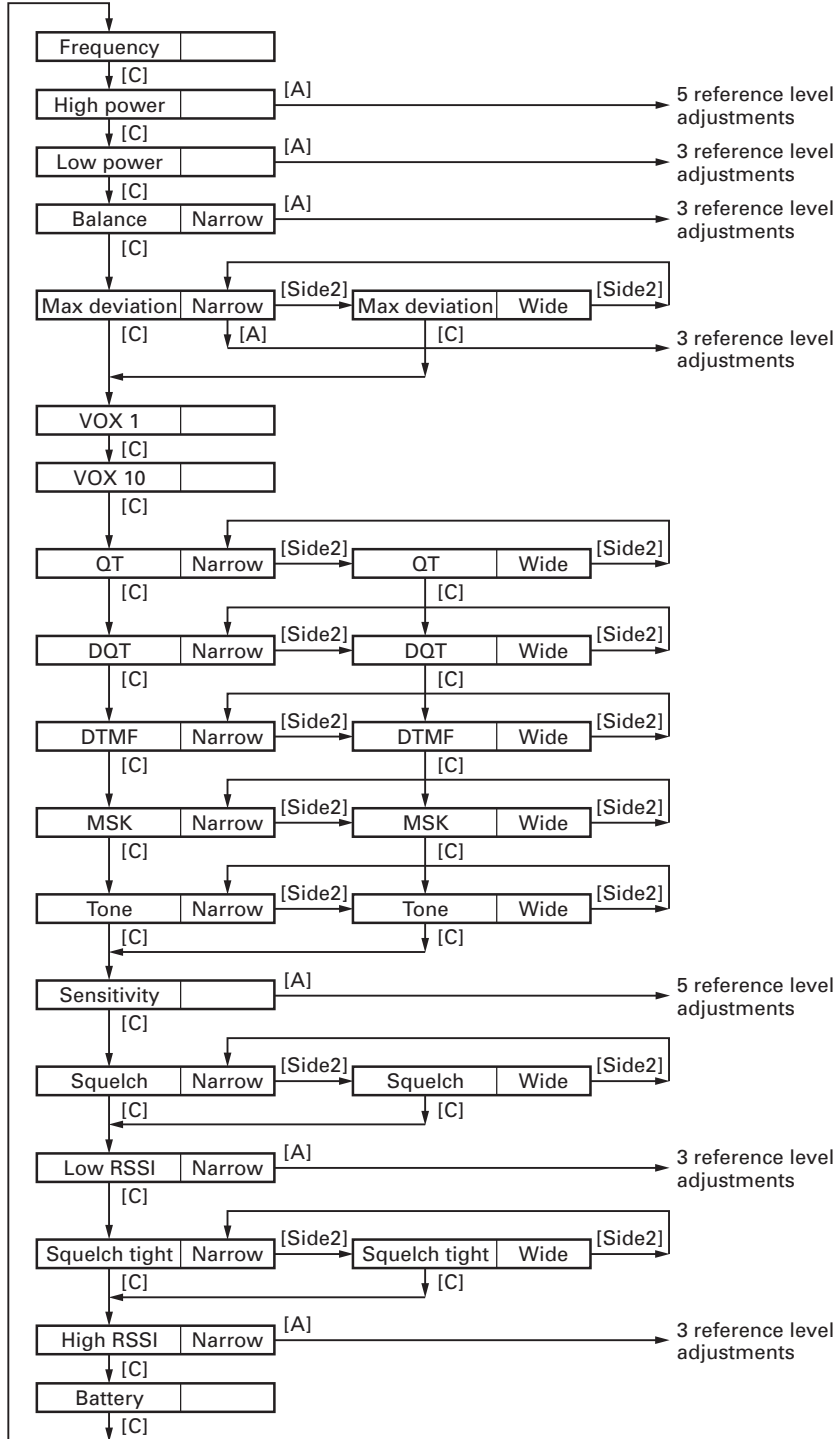 Frequency
[C]
High power [A] 5 reference level
adjustments
[C]
Low power [A] 3 reference level
adjustments
[C]
Balance Narrow [A] 3 reference level
adjustments
[C]
Max deviation Narrow [Side2] Max deviation Wide [Side2]
[C] [A] [C] 3 reference level
adjustments
VOX 1
[C]
VOX 10
[C]
QT Narrow [Side2] QT Wide [Side2]
[C] [C]
DQT Narrow [Side2] DQT Wide [Side2]
[C] [C]
DTMF Narrow [Side2] DTMF Wide [Side2]
[C] [C]
MSK Narrow [Side2] MSK Wide [Side2]
[C] [C]
Tone Narrow [Side2] Tone Wide [Side2]
[C] [C]
Sensitivity [A] 5 reference level
adjustments
[C]
Squelch Narrow [Side2] Squelch Wide [Side2]
[C] [C]
Low RSSI Narrow [A] 3 reference level
adjustments
[C]
Squelch tight Narrow [Side2] Squelch tight Wide [Side2]
[C] [C]
High RSSI Narrow [A] 3 reference level
adjustments
[C]
Battery
[C]